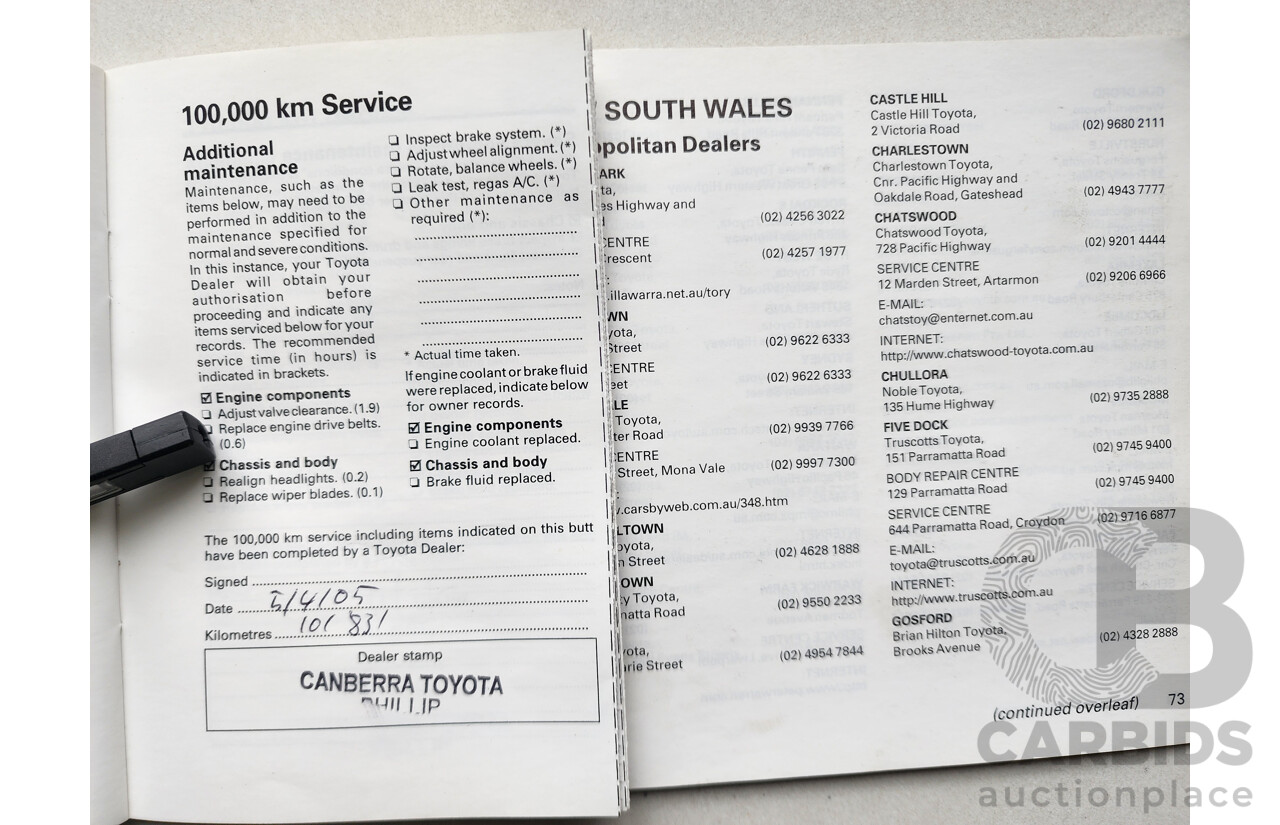 100,000 km Service
Additional
maintenance
Maintenance, such as the
items below, may need to be
performed in addition to the
maintenance specified for
normal and severe conditions.
In this instance, your Toyota
Dealer will obtain your
authorisation before
proceeding and indicate any
items serviced below for your
records. The recommended
service time (in hours) is
indicated in brackets.
☑ Engine components
❏ Adjust valve clearance. (1.9)
❏ Replace engine drive belts.
(0.6)
☑ Chassis and body
❏ Realign headlights. (0.2)
❏ Replace wiper blades. (0.1)
❏ Inspect brake system. (*)
❏ Adjust wheel alignment. (*)
❏ Rotate, balance wheels. (*)
❏ Leak test, regas A/C. (*)
❏ Other maintenance as
required (*):
* Actual time taken.
If engine coolant or brake fluid
were replaced, indicate below
for owner records.
☑ Engine components
❏ Engine coolant replaced.
☑ Chassis and body
❏ Brake fluid replaced.
The 100,000 km service including items indicated on this butt
have been completed by a Toyota Dealer:
Signed
Date 5/4/05
Kilometres 101 831
Dealer stamp
CANBERRA TOYOTA
PHILLIP
SOUTH WALES
politan Dealers
ARK
ta,
es Highway and
(02) 4256 3022
CENTRE
rescent (02) 4257 1977
:
.illawarra.net.au/tory
WN
yota,
Street (02) 9622 6333
CENTRE
eet (02) 9622 6333
LE
Toyota,
ter Road (02) 9939 7766
ENTRE
Street, Mona Vale (02) 9997 7300
:
.carsbyweb.com.au/348.htm
LTOWN
oyota,
n Street (02) 4628 1888
OWN
y Toyota,
matta Road (02) 9550 2233
yota,
rie Street (02) 4954 7844
CASTLE HILL
Castle Hill Toyota,
2 Victoria Road (02) 9680 2111
CHARLESTOWN
Charlestown Toyota,
Cnr. Pacific Highway and
Oakdale Road, Gateshead (02) 4943 7777
CHATSWOOD
Chatswood Toyota,
728 Pacific Highway (02) 9201 4444
SERVICE CENTRE
12 Marden Street, Artarmon (02) 9206 6966
E-MAIL:
chatstoy@enternet.com.au
INTERNET:
http://www.chatswood-toyota.com.au
CHULLORA
Noble Toyota,
135 Hume Highway (02) 9735 2888
FIVE DOCK
Truscotts Toyota,
151 Parramatta Road (02) 9745 9400
BODY REPAIR CENTRE
129 Parramatta Road (02) 9745 9400
SERVICE CENTRE
644 Parramatta Road, Croydon (02) 9716 6877
E-MAIL:
toyota@truscotts.com.au
INTERNET:
http://www.truscotts.com.au
GOSFORD
Brian Hilton Toyota,
Brooks Avenue (02) 4328 2888
(continued overleaf) 73
CARBIDS
auctionplace